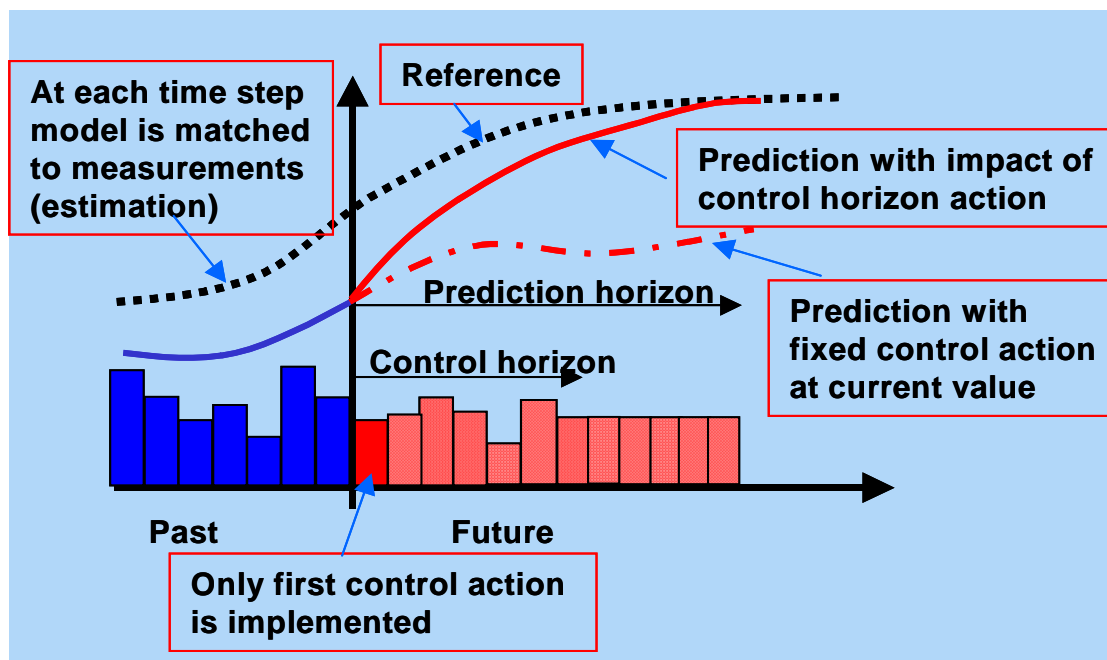 At each time step
model is matched
to measurements
(estimation)
Reference
Prediction with impact of
control horizon action
Prediction horizon
Prediction with
fixed control action
at current value
Control horizon
Past
Future
Only first control action
is implemented